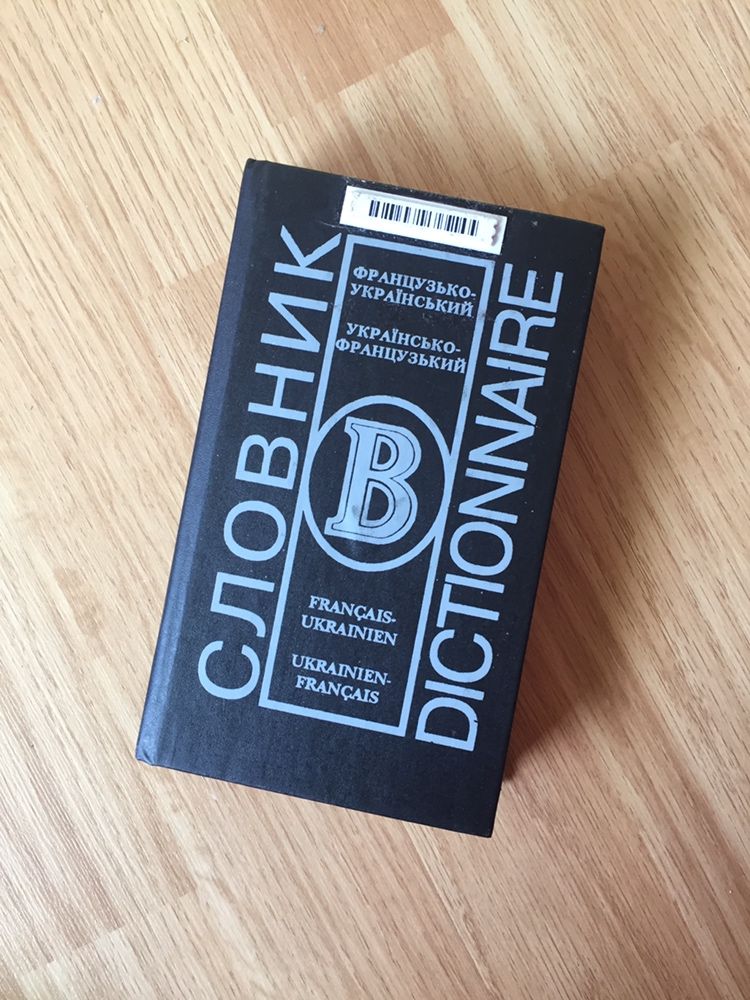 СЛОВНИК
ФРАНЦУЗЬКО-
УКРАЇНСЬКИЙ
УКРАЇНСЬКО-
ФРАНЦУЗЬКИЙ
B
FRANÇAIS-
UKRAINIEN
UKRAINIEN-
FRANÇAIS
DICTIONNAIRE